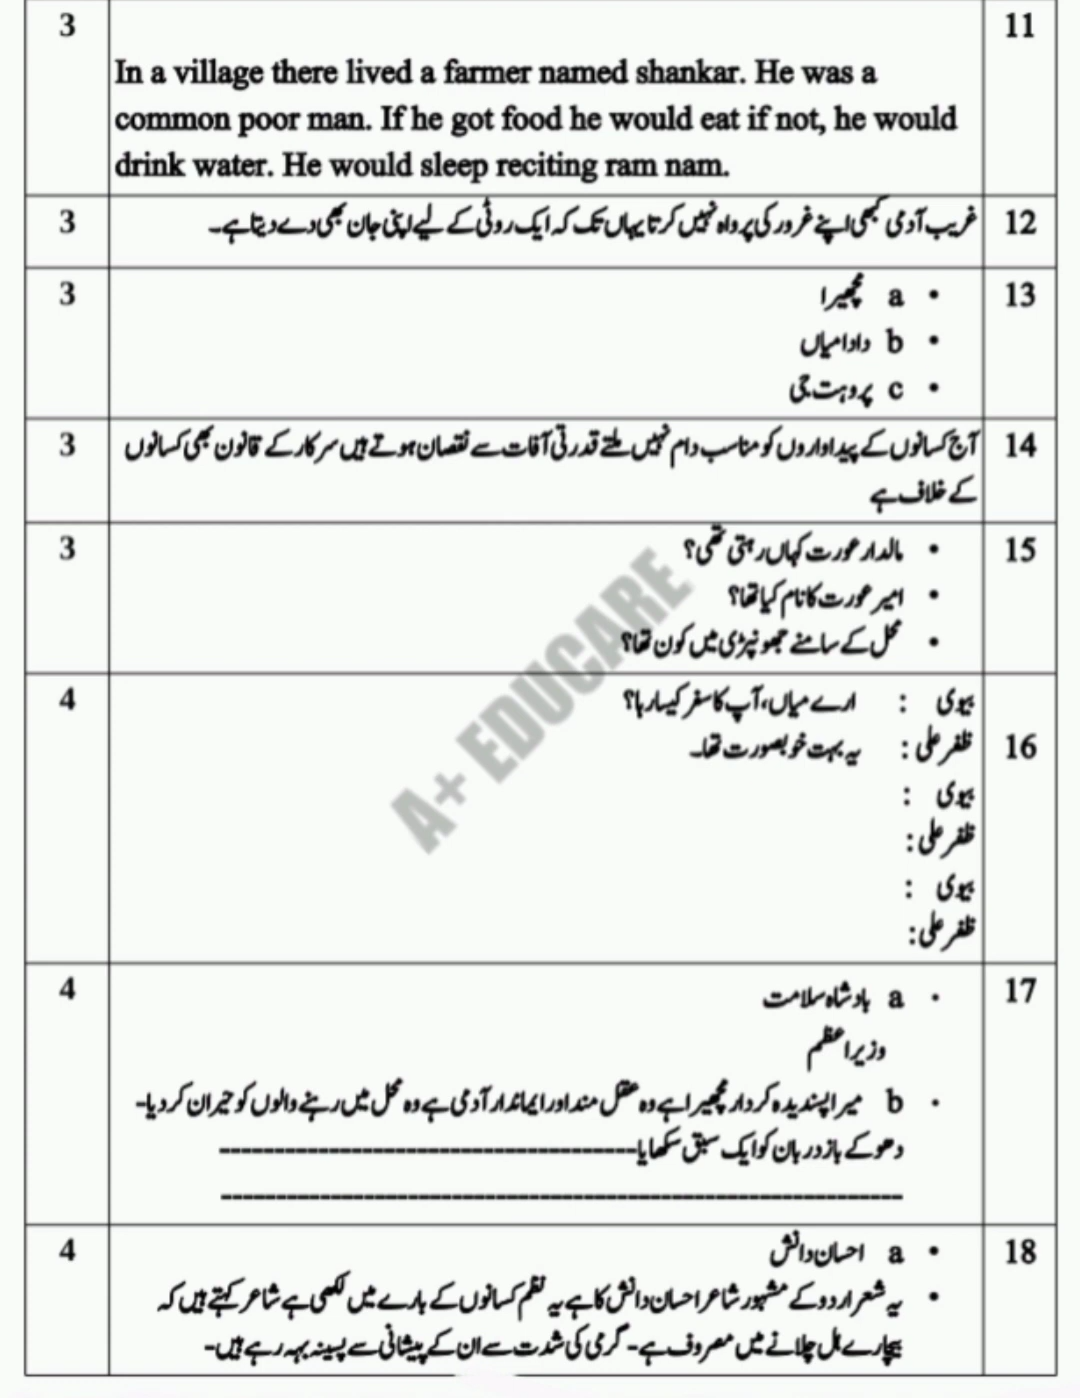 11 3
In a village there lived a farmer named shankar. He was a
common poor man. If he got food he would eat if not, he would
drink water. He would sleep reciting ram nam.
12 غریب آدمی کبھی اپنے غرور کی پرواہ نہیں کرتا یہاں تک کہ ایک روٹی کے لیے اپنی جان بھی دے دیتا ہے۔ 3
13 • a مچھیرا 3
• b دادا میاں
• c پروہت جی
14 آج کسانوں کے پیداواروں کو مناسب دام نہیں ملتے قدرتی آفات سے نقصان ہوتے ہیں سرکار کے قانون بھی کسانوں 3
کے خلاف ہے
15 • مالدار عورت کہاں رہتی تھی؟ 3
• امیر عورت کا نام کیا تھا؟
• محل کے سامنے جھونپڑی میں کون تھا؟
بیوی : ارے میاں، آپ کا سفر کیسا رہا؟ 4
16 ظفر علی : یہ بہت خوبصورت تھا۔
بیوی :
ظفر علی :
بیوی :
ظفر علی :
A+ EDUCARE
17 • a بادشاہ سلامت 4
وزیر اعظم
• b میرا پسندیدہ کردار مچھیرا ہے وہ عقل مند اور ایماندار آدمی ہے وہ محل میں رہنے والوں کو حیران کر دیا-
دھوکے باز دربان کو ایک سبق سکھایا--------------------------------------
--------------------------------------------------------------
18 • a احسان دانش 4
• یہ شعر اردو کے مشہور شاعر احسان دانش کا ہے یہ نظم کسانوں کے بارے میں لکھی ہے شاعر کہتے ہیں کہ
بیچارے ہل چلانے میں مصروف ہے- گرمی کی شدت سے ان کے پیشانی سے پسینہ بہہ رہے ہیں-